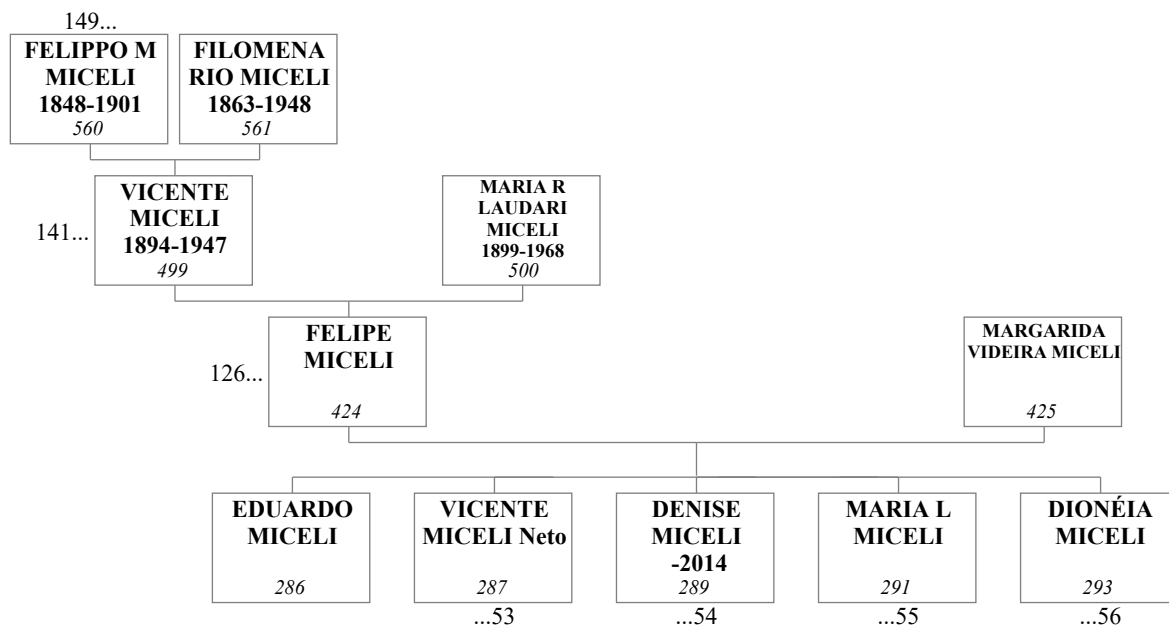 149...
FELIPPO M
MICELI
1848-1901
560
FILOMENA
RIO MICELI
1863-1948
561
141...
VICENTE
MICELI
1894-1947
499
MARIA R
LAUDARI
MICELI
1899-1968
500
126...
FELIPE
MICELI
424
MARGARIDA
VIDEIRA MICELI
425
EDUARDO
MICELI
286
VICENTE
MICELI Neto
287
...53
DENISE
MICELI
-2014
289
...54
MARIA L
MICELI
291
...55
DIONÉIA
MICELI
293
...56